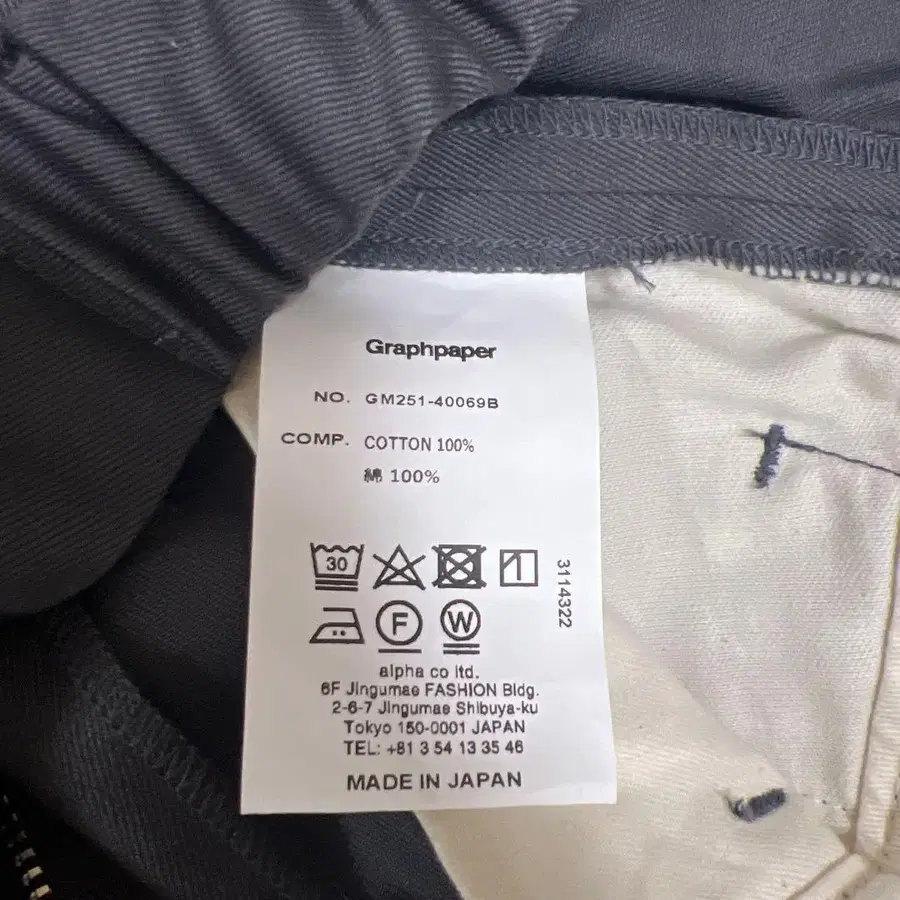 Graphpaper
NO. GM251-40069B
COMP. COTTON 100%
綿 100%
30
3114322
F W
alpha co ltd.
6F Jingumae FASHION Bldg.
2-6-7 Jingumae Shibuya-ku
Tokyo 150-0001 JAPAN
TEL: +81 3 54 13 35 46
MADE IN JAPAN